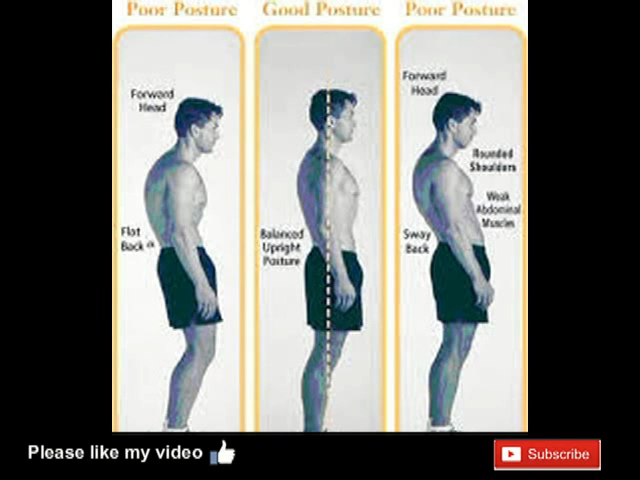 Poor Posture
Good Posture
Poor Posture
Forward
Head
Flat
Back
Balanced
Upright
Posture
Forward
Head
Rounded
Shoulders
Weak
Abdominal
Muscles
Sway
Back
Please like my video
Subscribe